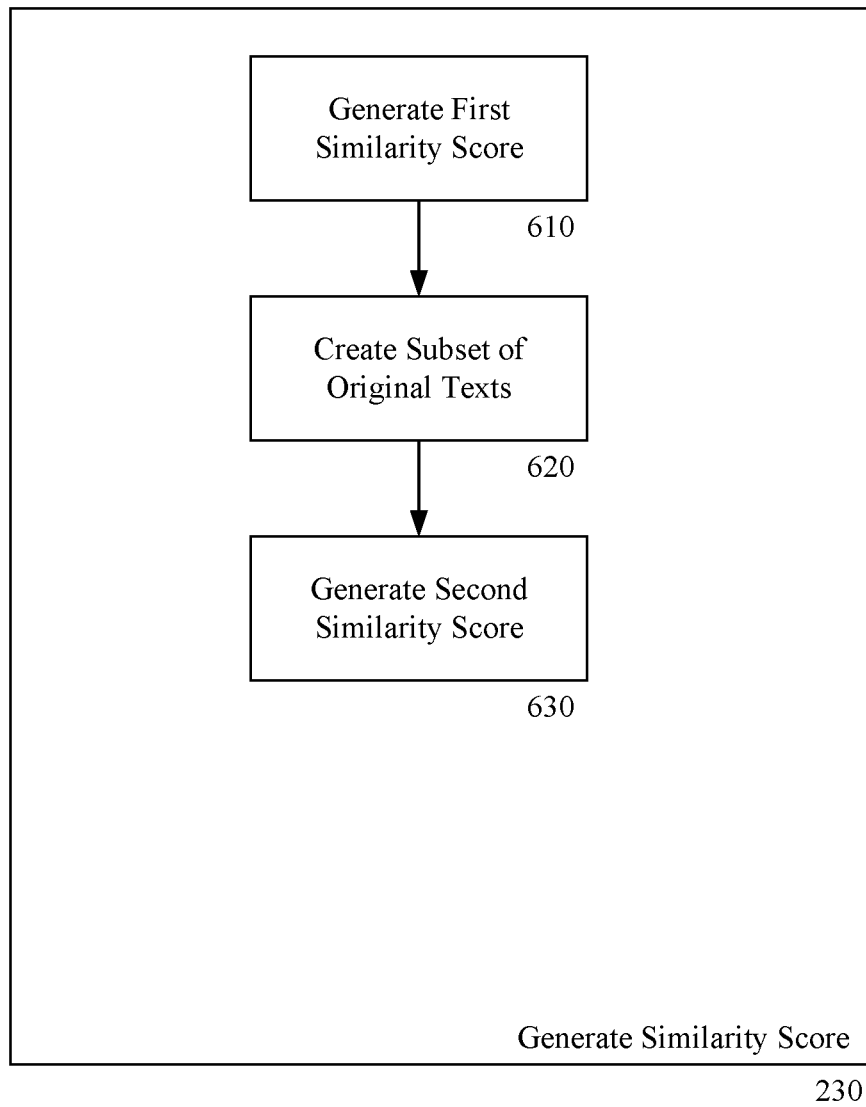 Generate First
Similarity Score
610
Create Subset of
Original Texts
620
Generate Second
Similarity Score
630
Generate Similarity Score
230